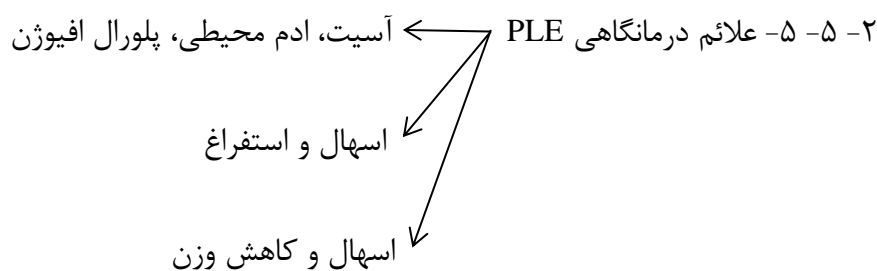 ۲- ۵- ۵- علائم درمانگاهی PLE آسیت، ادم محیطی، پلورال افیوژن
اسهال و استفراغ
اسهال و کاهش وزن